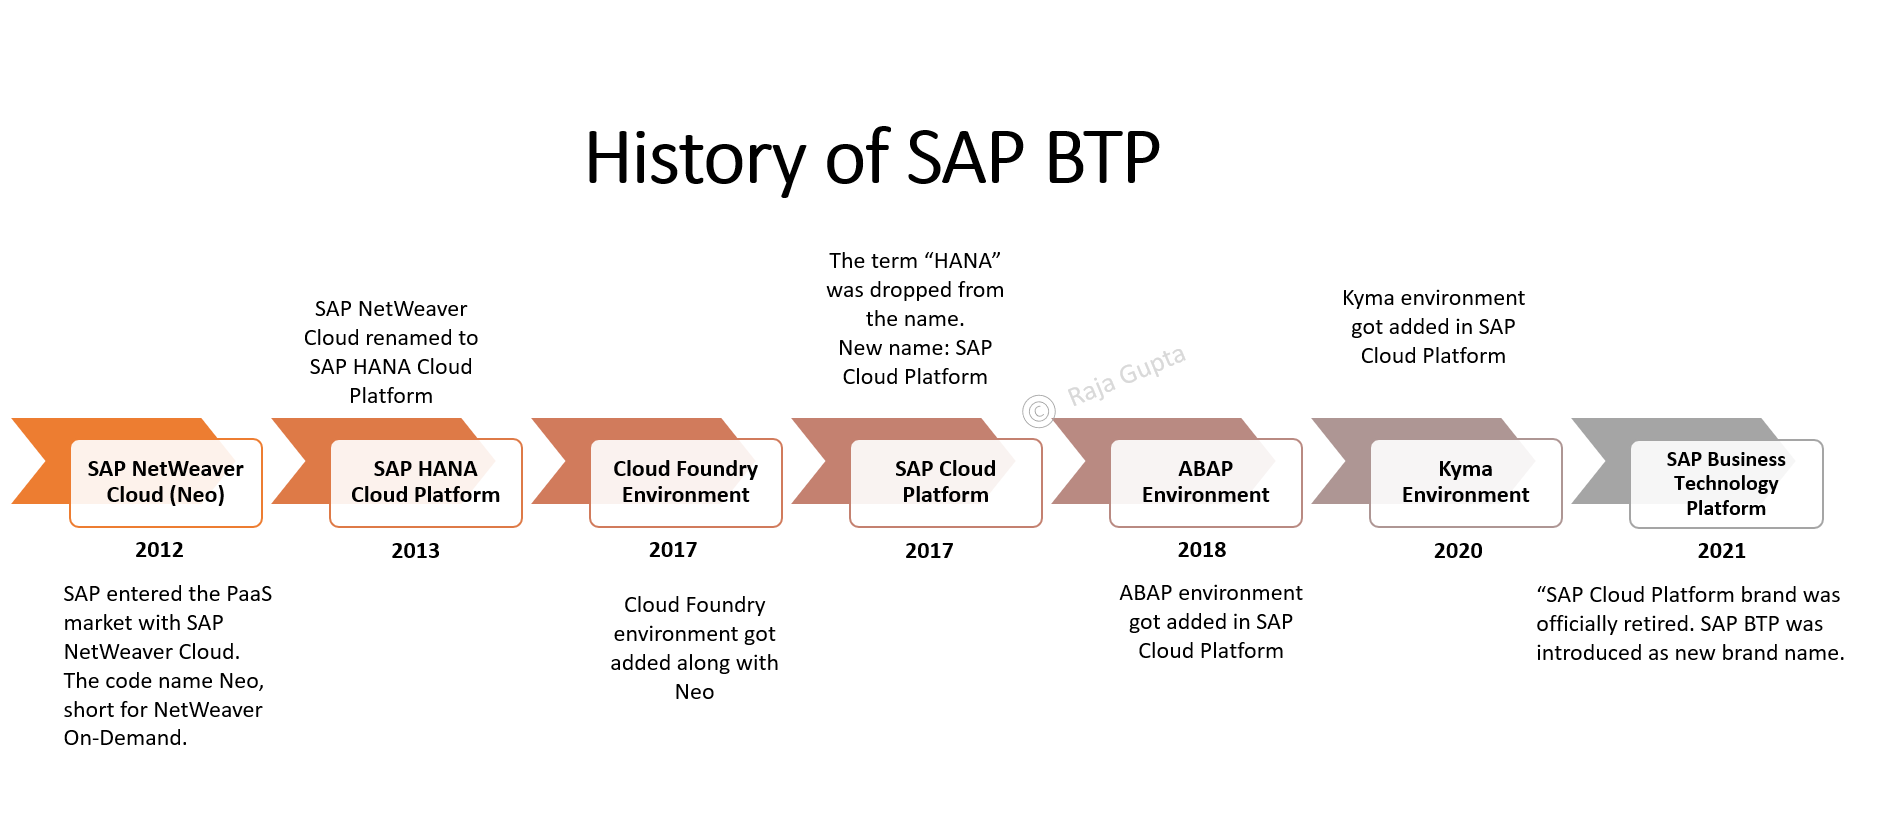 History of SAP BTP
SAP NetWeaver
Cloud renamed to
SAP HANA Cloud
Platform
The term “HANA”
was dropped from
the name.
New name: SAP
Cloud Platform
Kyma environment
got added in SAP
Cloud Platform
© Raja Gupta
SAP NetWeaver
Cloud (Neo)
SAP HANA
Cloud Platform
Cloud Foundry
Environment
SAP Cloud
Platform
ABAP
Environment
Kyma
Environment
SAP Business
Technology
Platform
2012
2013
2017
2017
2018
2020
2021
SAP entered the PaaS
market with SAP
NetWeaver Cloud.
The code name Neo,
short for NetWeaver
On-Demand.
Cloud Foundry
environment got
added along with
Neo
ABAP environment
got added in SAP
Cloud Platform
“SAP Cloud Platform brand was
officially retired. SAP BTP was
introduced as new brand name.